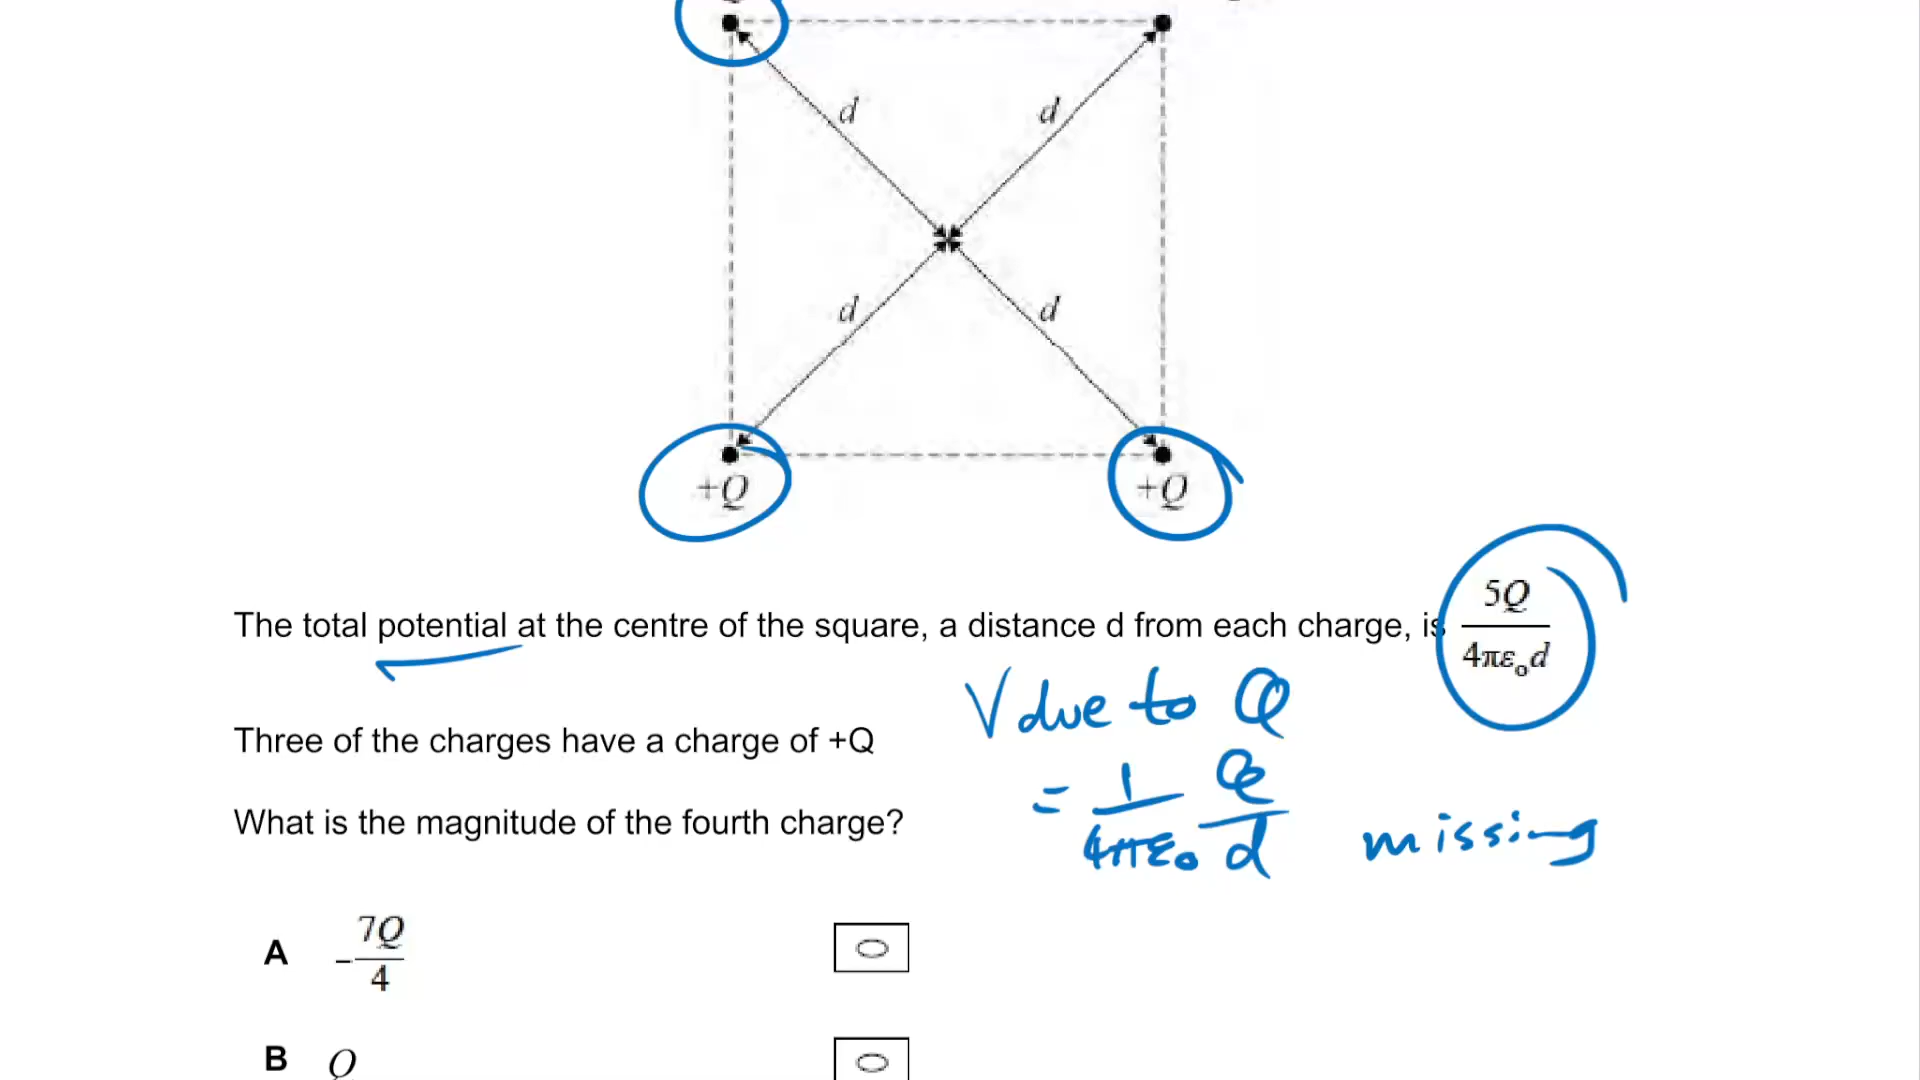 d d
d d
+Q +Q
The total potential at the centre of the square, a distance d from each charge, is 5Q/4πε₀d
V due to Q
Three of the charges have a charge of +Q
= 1/4πε₀ Q/d
What is the magnitude of the fourth charge?
missing
A -7Q/4
B Q